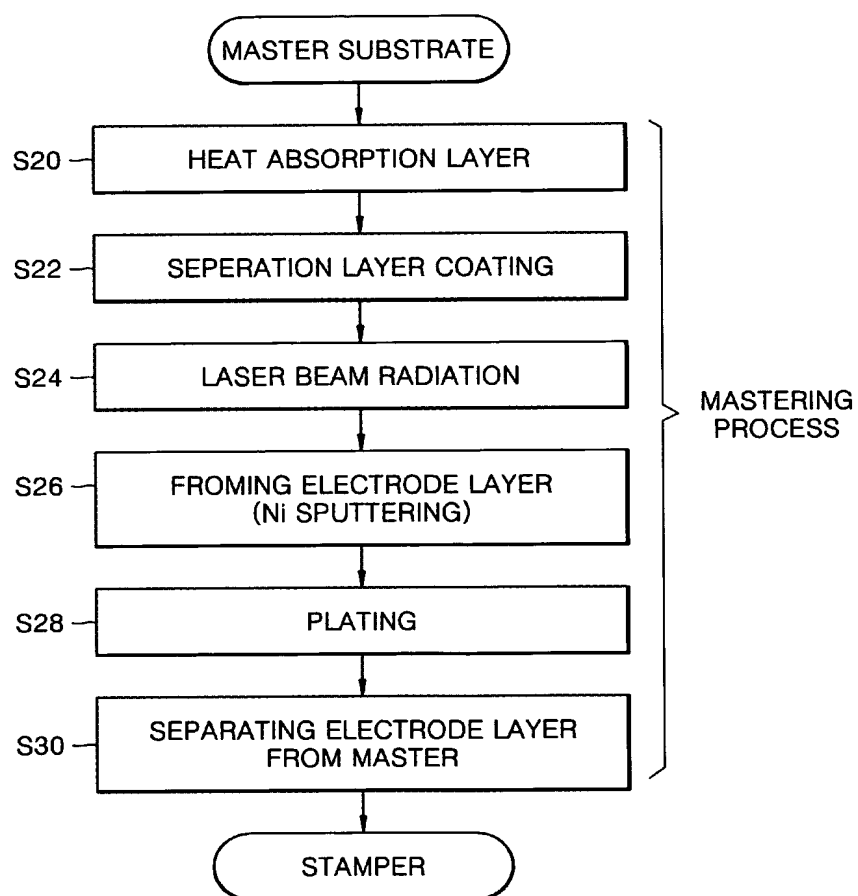 MASTER SUBSTRATE
S20
HEAT ABSORPTION LAYER
S22
SEPERATION LAYER COATING
S24
LASER BEAM RADIATION
MASTERING
PROCESS
S26
FROMING ELECTRODE LAYER
(Ni SPUTTERING)
S28
PLATING
S30
SEPARATING ELECTRODE LAYER
FROM MASTER
STAMPER